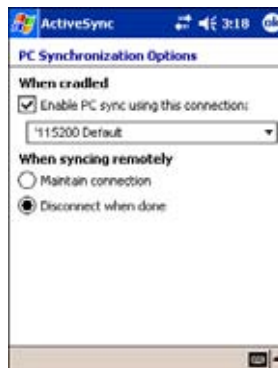 ActiveSync 3:18 ok
PC Synchronization Options
When cradled
Enable PC sync using this connection:
'115200 Default
When syncing remotely
Maintain connection
Disconnect when done